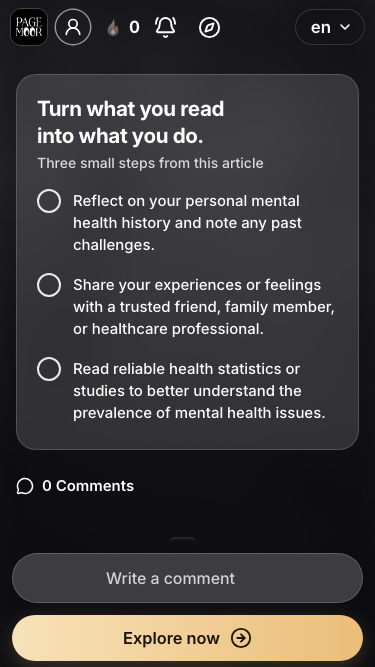 PAGE
MOOR
0
en
Turn what you read
into what you do.
Three small steps from this article
Reflect on your personal mental
health history and note any past
challenges.
Share your experiences or feelings
with a trusted friend, family member,
or healthcare professional.
Read reliable health statistics or
studies to better understand the
prevalence of mental health issues.
0 Comments
Write a comment
Explore now